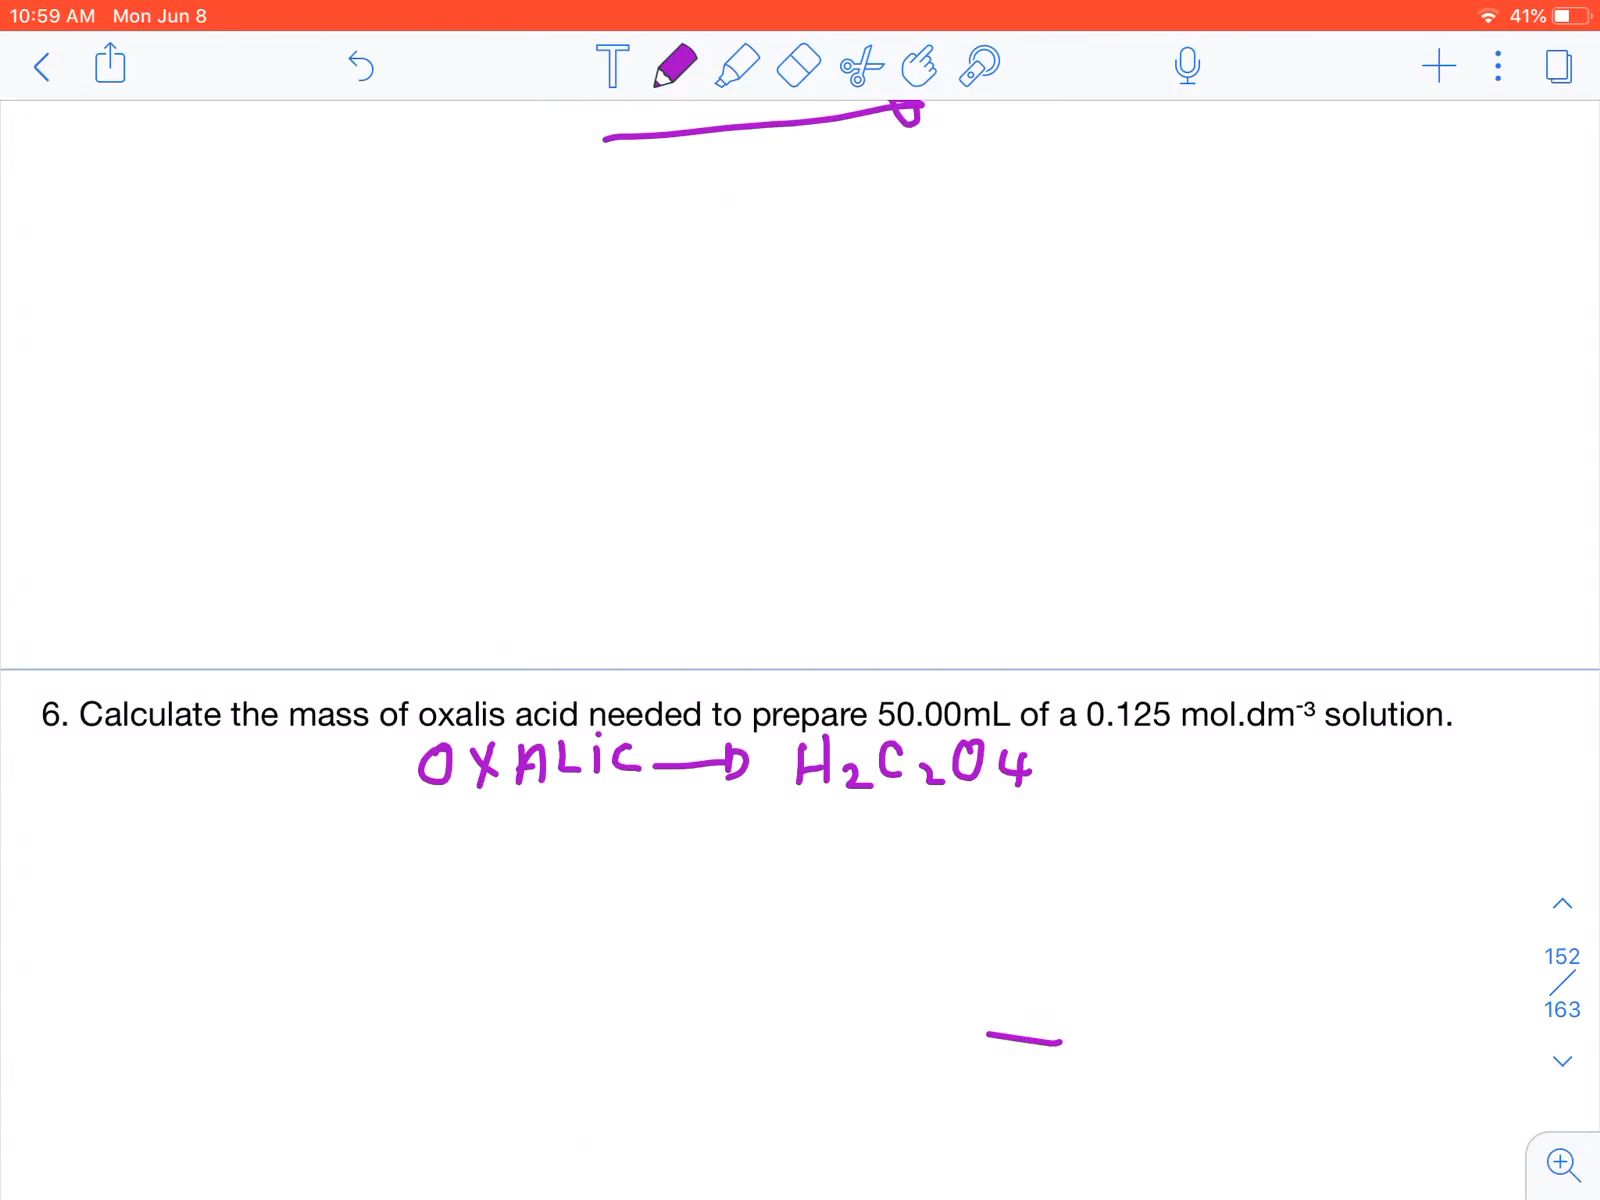 10:59 AM Mon Jun 8 41%
T
6. Calculate the mass of oxalis acid needed to prepare 50.00mL of a 0.125 mol.dm⁻³ solution.
OXALiC → H₂C₂O₄
152
163